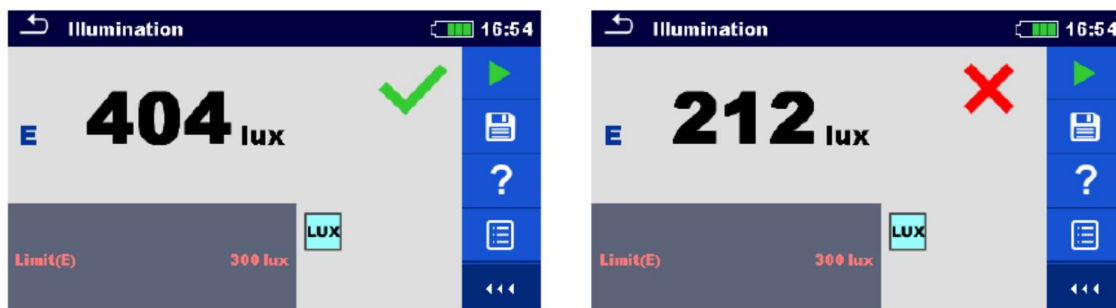 Illumination 16:54
E 404 lux
?
LUX
Limit(E) 300 lux
Illumination 16:54
E 212 lux
?
LUX
Limit(E) 300 lux